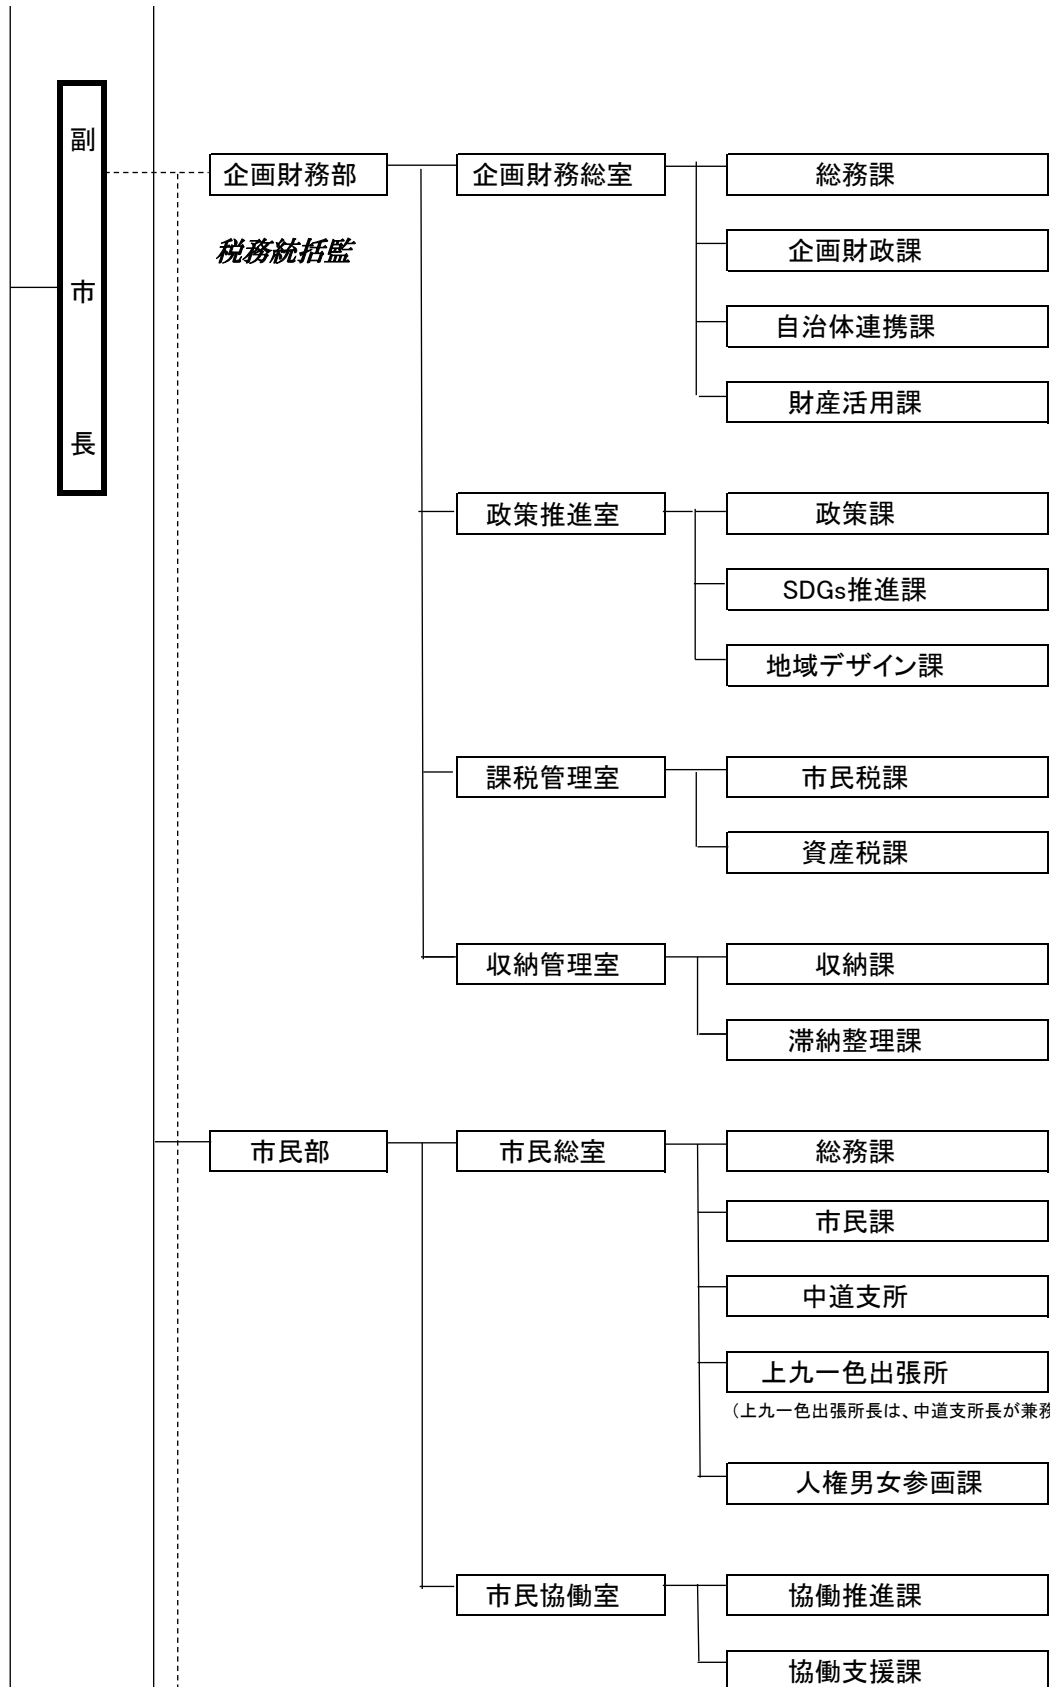 副市長
企画財務部 企画財務総室 総務課
税務統括監 企画財政課
自治体連携課
財産活用課
政策推進室 政策課
SDGs推進課
地域デザイン課
課税管理室 市民税課
資産税課
収納管理室 収納課
滞納整理課
市民部 市民総室 総務課
市民課
中道支所
上九一色出張所
（上九一色出張所長は、中道支所長が兼務
人権男女参画課
市民協働室 協働推進課
協働支援課